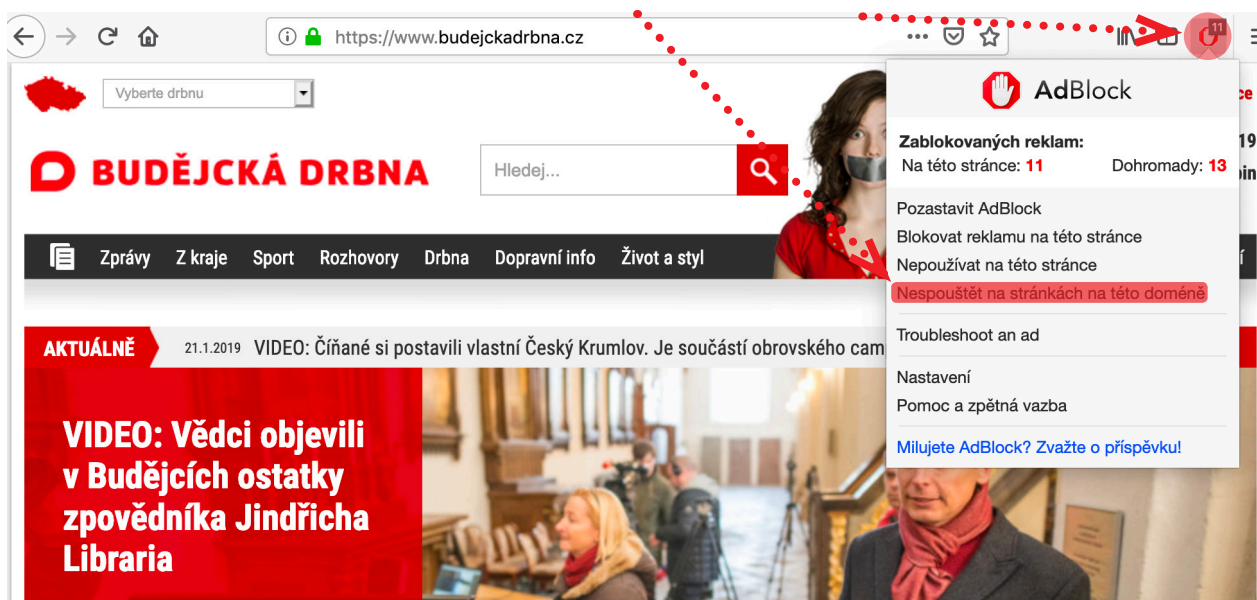 11
https://www.budejckadrbna.cz
AdBlock
Vyberte drbnu
ce
Zablokovaných reklam:
19
Na této stránce: 11 Dohromady: 13
BUDĚJCKÁ DRBNA
Hledej...
Pozastavit AdBlock
Blokovat reklamu na této stránce
Zprávy Z kraje Sport Rozhovory Drbna Dopravní info Život a styl
Nepoužívat na této stránce
Nespouštět na stránkách na této doméně
Troubleshoot an ad
AKTUÁLNĚ 21.1.2019 VIDEO: Číňané si postavili vlastní Český Krumlov. Je součástí obrovského cam
Nastavení
Pomoc a zpětná vazba
Milujete AdBlock? Zvažte o příspěvku!
VIDEO: Vědci objevili
v Budějcích ostatky
zpovědníka Jindřicha
Libraria